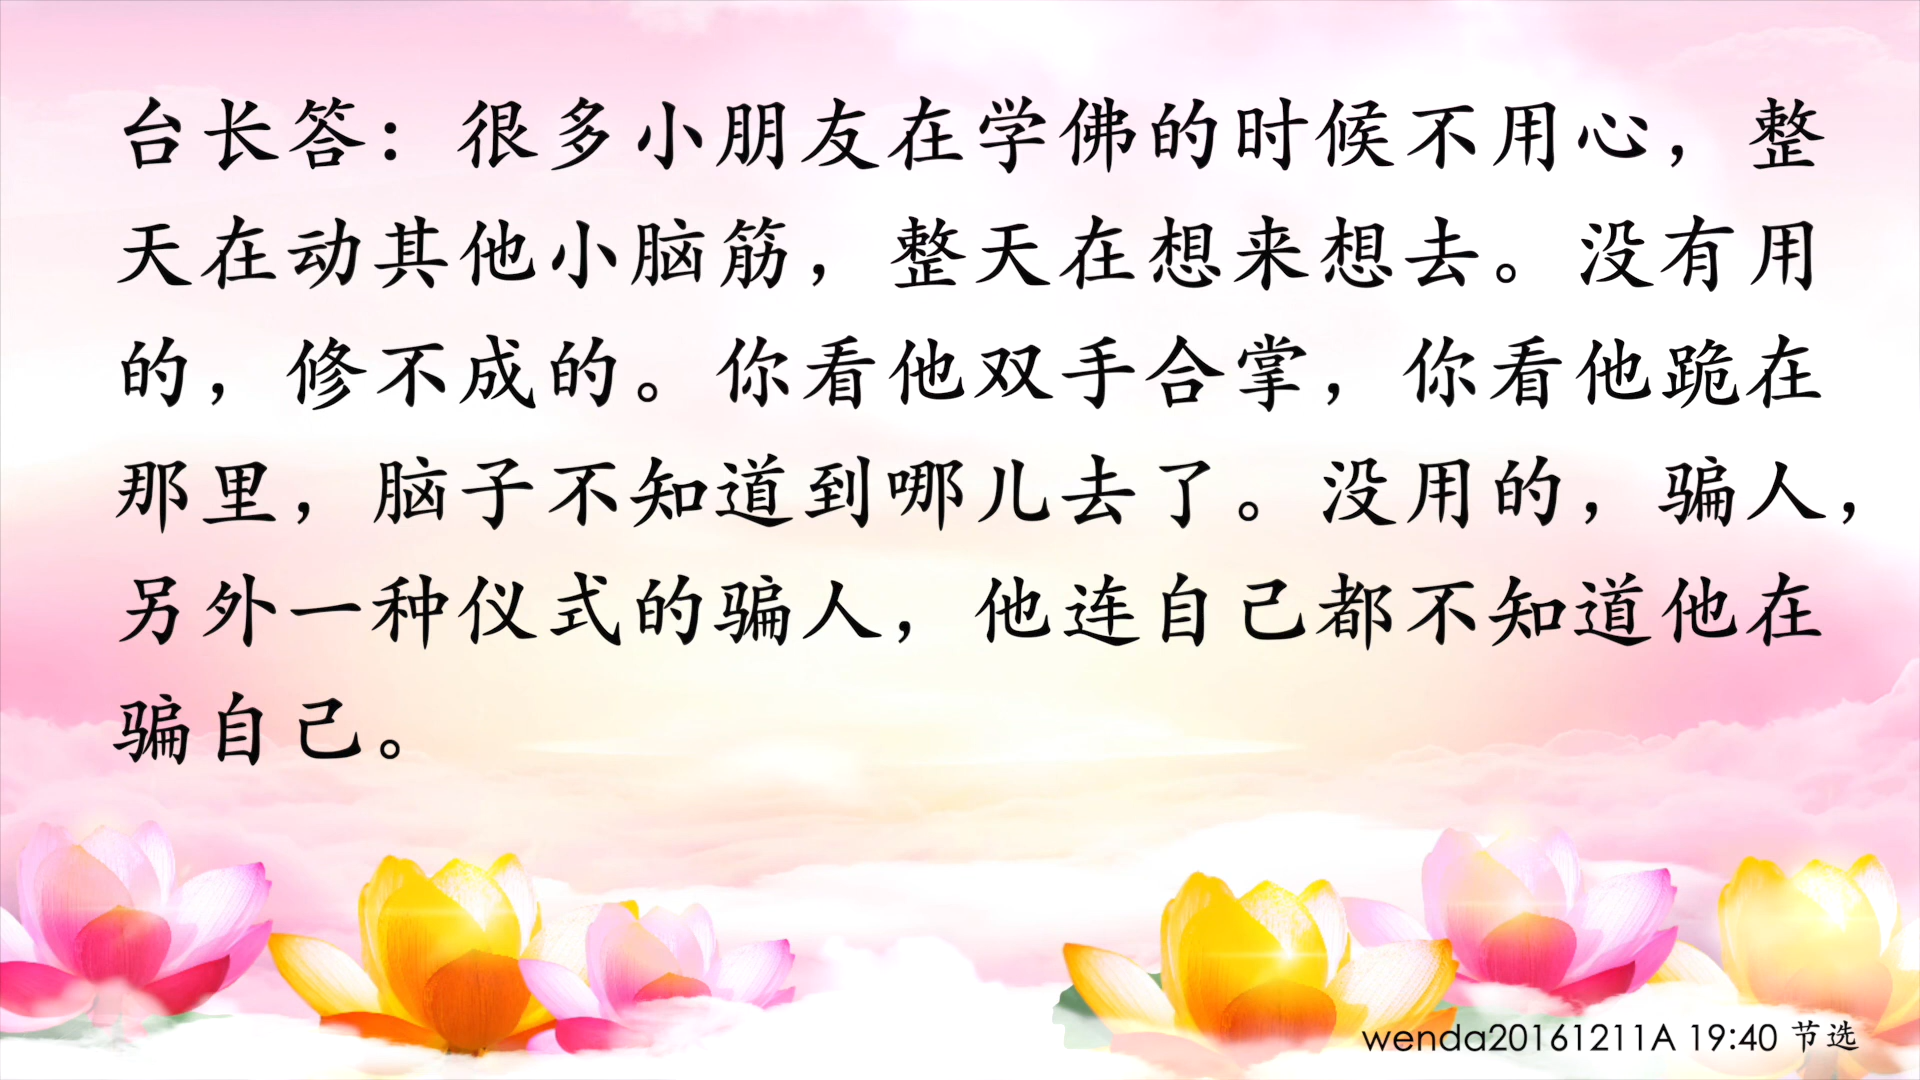 台长答：很多小朋友在学佛的时候不用心，整
天在动其他小脑筋，整天在想来想去。没有用
的，修不成的。你看他双手合掌，你看他跪在
那里，脑子不知道到哪儿去了。没用的，骗人，
另外一种仪式的骗人，他连自己都不知道他在
骗自己。
wenda20161211A 19:40 节选